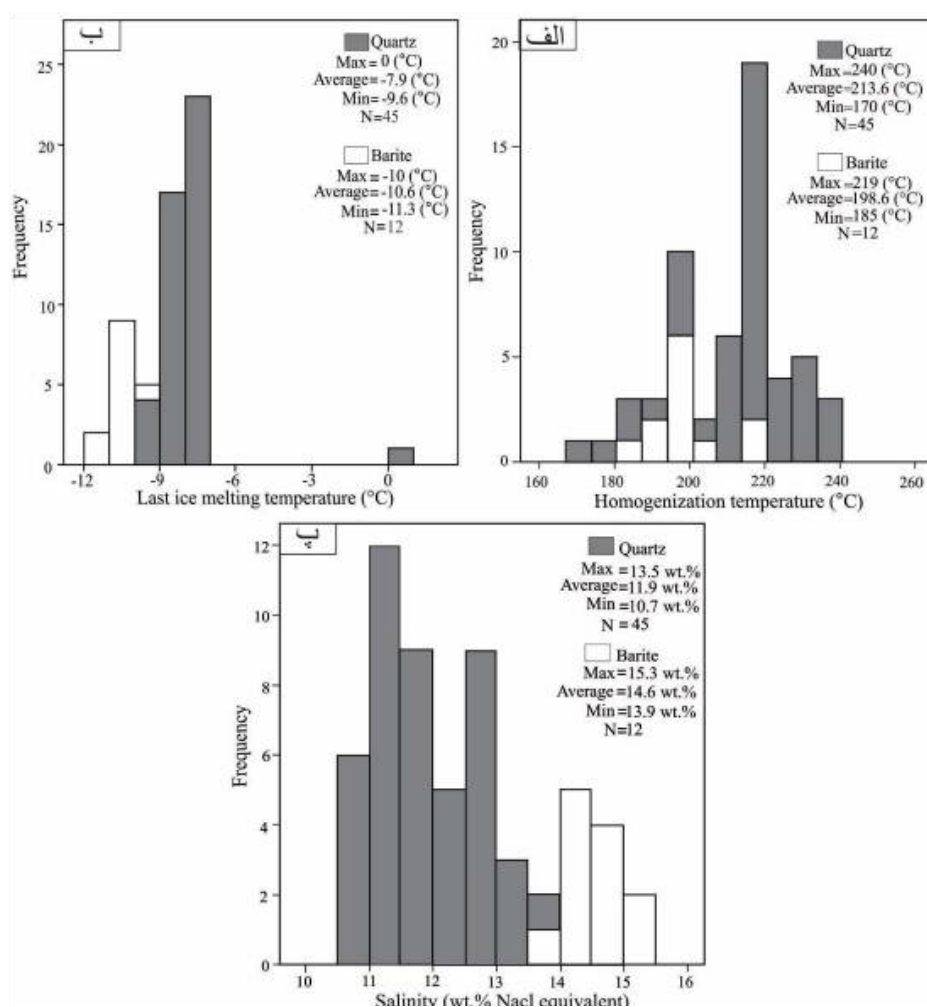 ب
Quartz
Max= 0 (°C)
Average=-7.9 (°C)
Min=-9.6 (°C)
N=45
Barite
Max=-10 (°C)
Average=-10.6 (°C)
Min=-11.3 (°C)
N=12
Frequency
25
20
15
10
5
0
-12
-9
-6
-3
0
Last ice melting temperature (°C)
الف
Quartz
Max=240 (°C)
Average=213.6 (°C)
Min=170 (°C)
N=45
Barite
Max=219 (°C)
Average=198.6 (°C)
Min=185 (°C)
N=12
Frequency
20
15
10
5
0
160
180
200
220
240
260
Homogenization temperature (°C)
Quartz
Max =13.5 wt.%
Average=11.9 wt.%
Min =10.7 wt.%
N = 45
Barite
Max=15.3 wt.%
Average=14.6 wt.%
Min=13.9 wt.%
N=12
Frequency
12
10
8
6
4
2
0
10
11
12
13
14
15
16
Salinity (wt.% Nacl equivalent)